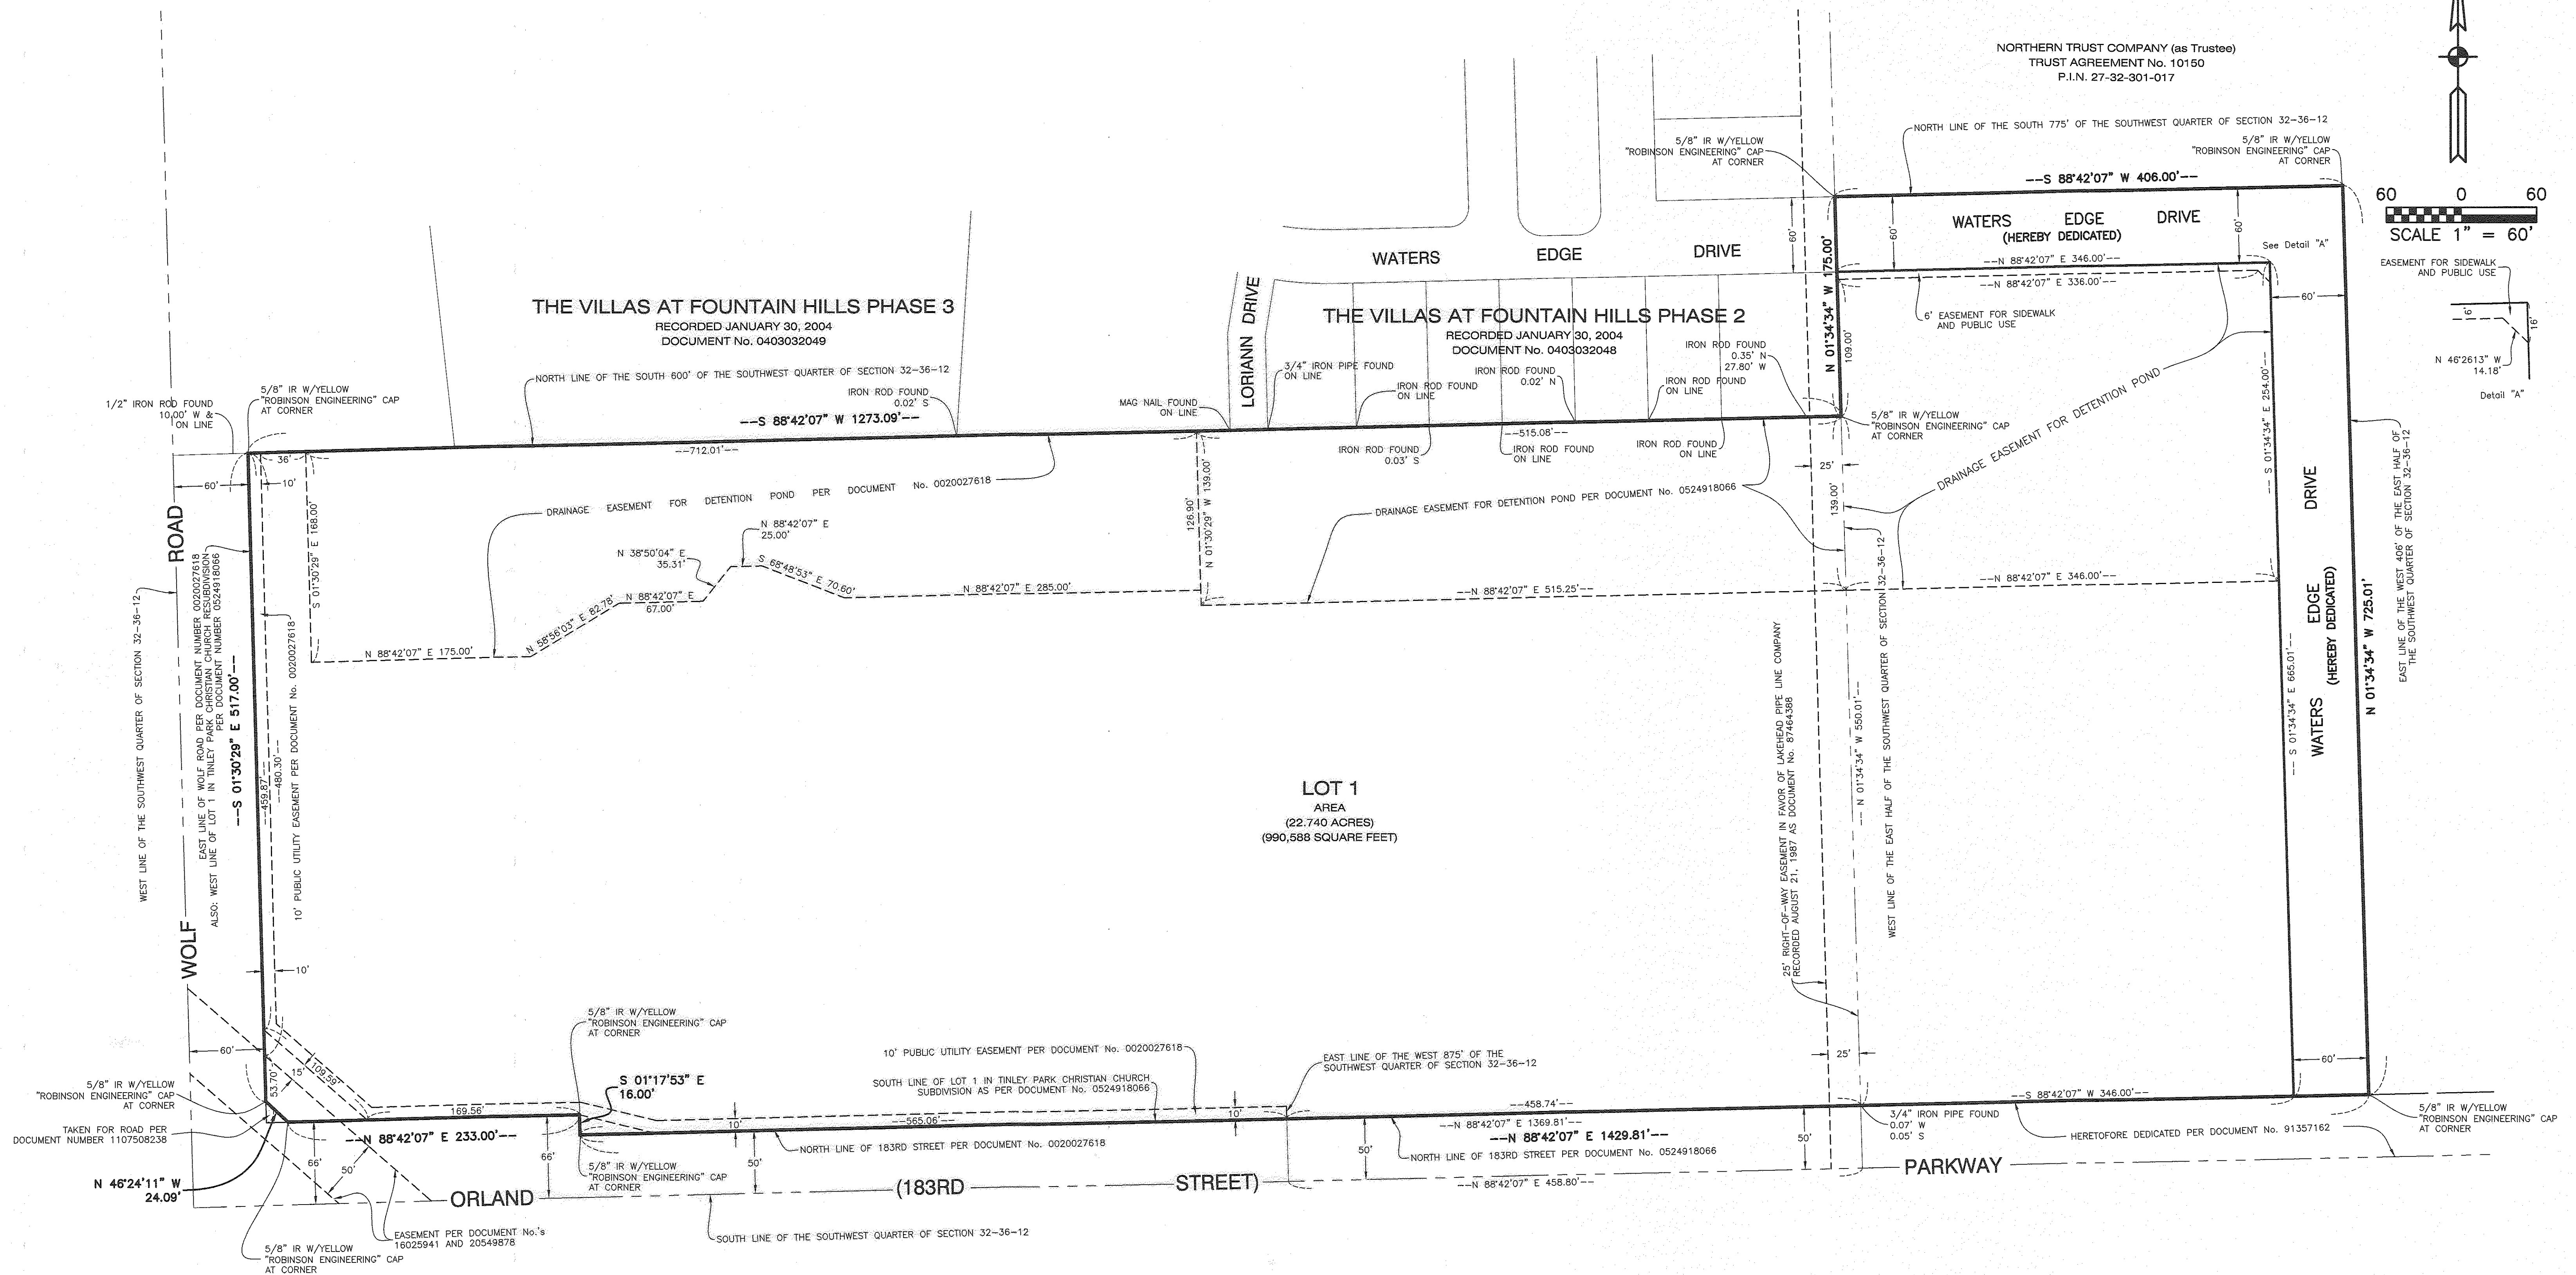 NORTHERN TRUST COMPANY (as Trustee)
TRUST AGREEMENT No. 10150
P.I.N. 27-32-301-017
NORTH LINE OF THE SOUTH 775' OF THE SOUTHWEST QUARTER OF SECTION 32-36-12
5/8" IR W/YELLOW
"ROBINSON ENGINEERING" CAP
AT CORNER
5/8" IR W/YELLOW
"ROBINSON ENGINEERING" CAP
AT CORNER
--S 88°42'07" W 406.00'--
60 0 60
SCALE 1" = 60'
WATERS EDGE DRIVE
(HEREBY DEDICATED)
60'
60'
60'
See Detail "A"
--N 88°42'07" E 346.00'--
--N 88°42'07" E 336.00'--
60'
6' EASEMENT FOR SIDEWALK
AND PUBLIC USE
EASEMENT FOR SIDEWALK
AND PUBLIC USE
6'
16'
N 46°26'13" W
14.18'
Detail "A"
WATERS EDGE DRIVE
LORIANN DRIVE
N 01°34'34" W 175.00'
109.00'
THE VILLAS AT FOUNTAIN HILLS PHASE 3
RECORDED JANUARY 30, 2004
DOCUMENT No. 0403032049
THE VILLAS AT FOUNTAIN HILLS PHASE 2
RECORDED JANUARY 30, 2004
DOCUMENT No. 0403032048
NORTH LINE OF THE SOUTH 600' OF THE SOUTHWEST QUARTER OF SECTION 32-36-12
1/2" IRON ROD FOUND
10.00' W &
ON LINE
5/8" IR W/YELLOW
"ROBINSON ENGINEERING" CAP
AT CORNER
IRON ROD FOUND
0.02' S
--S 88°42'07" W 1273.09'--
MAG NAIL FOUND
ON LINE
3/4" IRON PIPE FOUND
ON LINE
IRON ROD FOUND
ON LINE
IRON ROD FOUND
0.02' N
IRON ROD FOUND
ON LINE
IRON ROD FOUND
0.35' N
27.80' W
5/8" IR W/YELLOW
"ROBINSON ENGINEERING" CAP
AT CORNER
IRON ROD FOUND
0.03' S
IRON ROD FOUND
ON LINE
IRON ROD FOUND
ON LINE
--712.01'--
--515.08'--
36'
10'
60'
25'
DRAINAGE EASEMENT FOR DETENTION POND PER DOCUMENT No. 0020027618
DRAINAGE EASEMENT FOR DETENTION POND PER DOCUMENT No. 0524918066
DRAINAGE EASEMENT FOR DETENTION POND
S 01°30'29" E 168.00'
126.90'
N 01°30'29" W 139.00'
139.00'
N 88°42'07" E 175.00'
N 58°56'03" E 82.78'
N 88°42'07" E
67.00'
N 38°50'04" E
35.31'
N 88°42'07" E
25.00'
S 68°48'53" E 70.60'
N 88°42'07" E 285.00'
--N 88°42'07" E 515.25'--
--N 88°42'07" E 346.00'--
-- S 01°34'34" E 254.00'--
-- S 01°34'34" E 665.01'--
WATERS EDGE DRIVE
(HEREBY DEDICATED)
N 01°34'34" W 725.01'
EAST LINE OF THE WEST 406' OF THE EAST HALF OF
THE SOUTHWEST QUARTER OF SECTION 32-36-12
WOLF ROAD
WEST LINE OF THE SOUTHWEST QUARTER OF SECTION 32-36-12
EAST LINE OF WOLF ROAD PER DOCUMENT NUMBER 0020027618
ALSO: WEST LINE OF LOT 1 IN TINLEY PARK CHRISTIAN CHURCH RESUBDIVISION
PER DOCUMENT NUMBER 0524918066
--S 01°30'29" E 517.00'--
--459.87'--
--480.30'--
10' PUBLIC UTILITY EASEMENT PER DOCUMENT No. 0020027618
LOT 1
AREA
(22.740 ACRES)
(990,588 SQUARE FEET)
25' RIGHT-OF-WAY EASEMENT IN FAVOR OF LAKEHEAD PIPE LINE COMPANY
RECORDED AUGUST 21, 1987 AS DOCUMENT No. 87464388
-- N 01°34'34" W 550.01'--
WEST LINE OF THE EAST HALF OF THE SOUTHWEST QUARTER OF SECTION 32-36-12
10'
60'
53.70'
15'
109.59'
5/8" IR W/YELLOW
"ROBINSON ENGINEERING" CAP
AT CORNER
TAKEN FOR ROAD PER
DOCUMENT NUMBER 1107508238
N 46°24'11" W
24.09'
5/8" IR W/YELLOW
"ROBINSON ENGINEERING" CAP
AT CORNER
169.56'
--N 88°42'07" E 233.00'--
66'
50'
66'
5/8" IR W/YELLOW
"ROBINSON ENGINEERING" CAP
AT CORNER
S 01°17'53" E
16.00'
5/8" IR W/YELLOW
"ROBINSON ENGINEERING" CAP
AT CORNER
EASEMENT PER DOCUMENT No.'s
16025941 AND 20549878
10' PUBLIC UTILITY EASEMENT PER DOCUMENT No. 0020027618
SOUTH LINE OF LOT 1 IN TINLEY PARK CHRISTIAN CHURCH
SUBDIVISION AS PER DOCUMENT No. 0524918066
10'
10'
--565.06'--
NORTH LINE OF 183RD STREET PER DOCUMENT No. 0020027618
50'
EAST LINE OF THE WEST 875' OF THE
SOUTHWEST QUARTER OF SECTION 32-36-12
--458.74'--
--N 88°42'07" E 1369.81'--
--N 88°42'07" E 1429.81'--
NORTH LINE OF 183RD STREET PER DOCUMENT No. 0524918066
50'
50'
--N 88°42'07" E 458.80'--
25'
60'
--S 88°42'07" W 346.00'--
3/4" IRON PIPE FOUND
0.07' W
0.05' S
HERETOFORE DEDICATED PER DOCUMENT No. 91357162
5/8" IR W/YELLOW
"ROBINSON ENGINEERING" CAP
AT CORNER
ORLAND (183RD STREET) PARKWAY
SOUTH LINE OF THE SOUTHWEST QUARTER OF SECTION 32-36-12